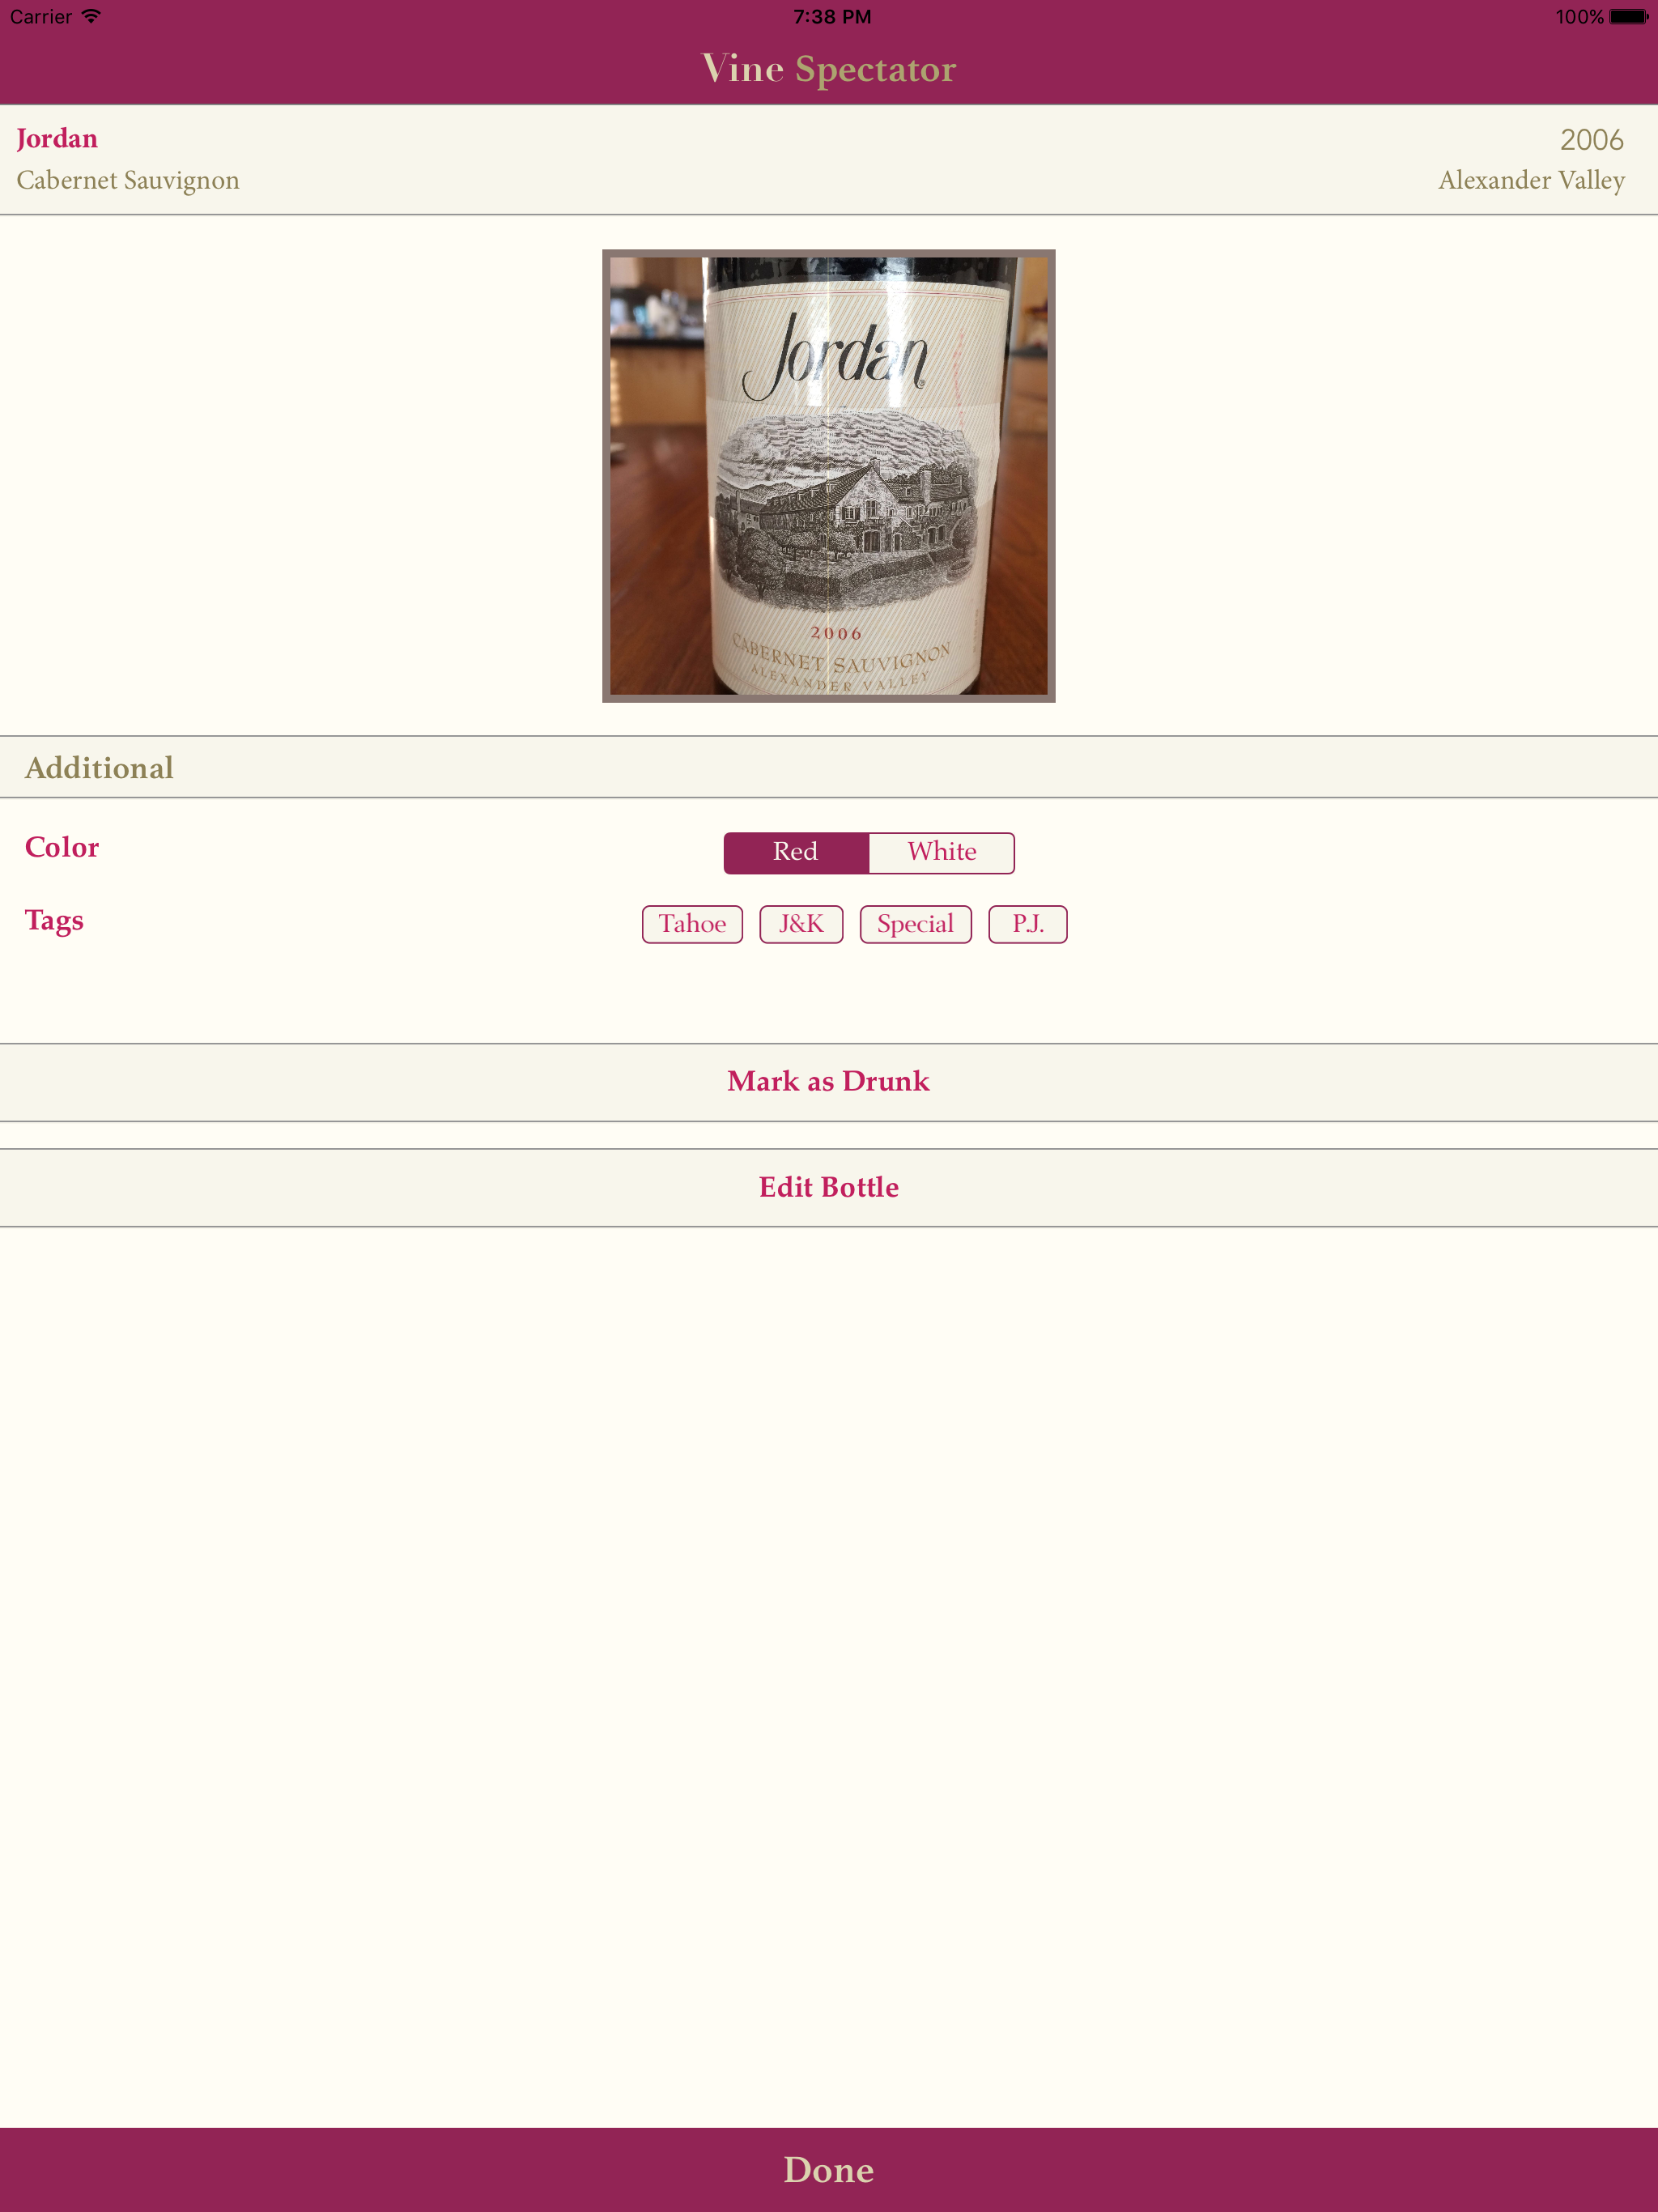 Carrier 7:38 PM 100%
Vine Spectator
Jordan 2006
Cabernet Sauvignon Alexander Valley
Jordan
2006
CABERNET SAUVIGNON
ALEXANDER VALLEY
Additional
Color Red White
Tags Tahoe J&K Special P.J.
Mark as Drunk
Edit Bottle
Done